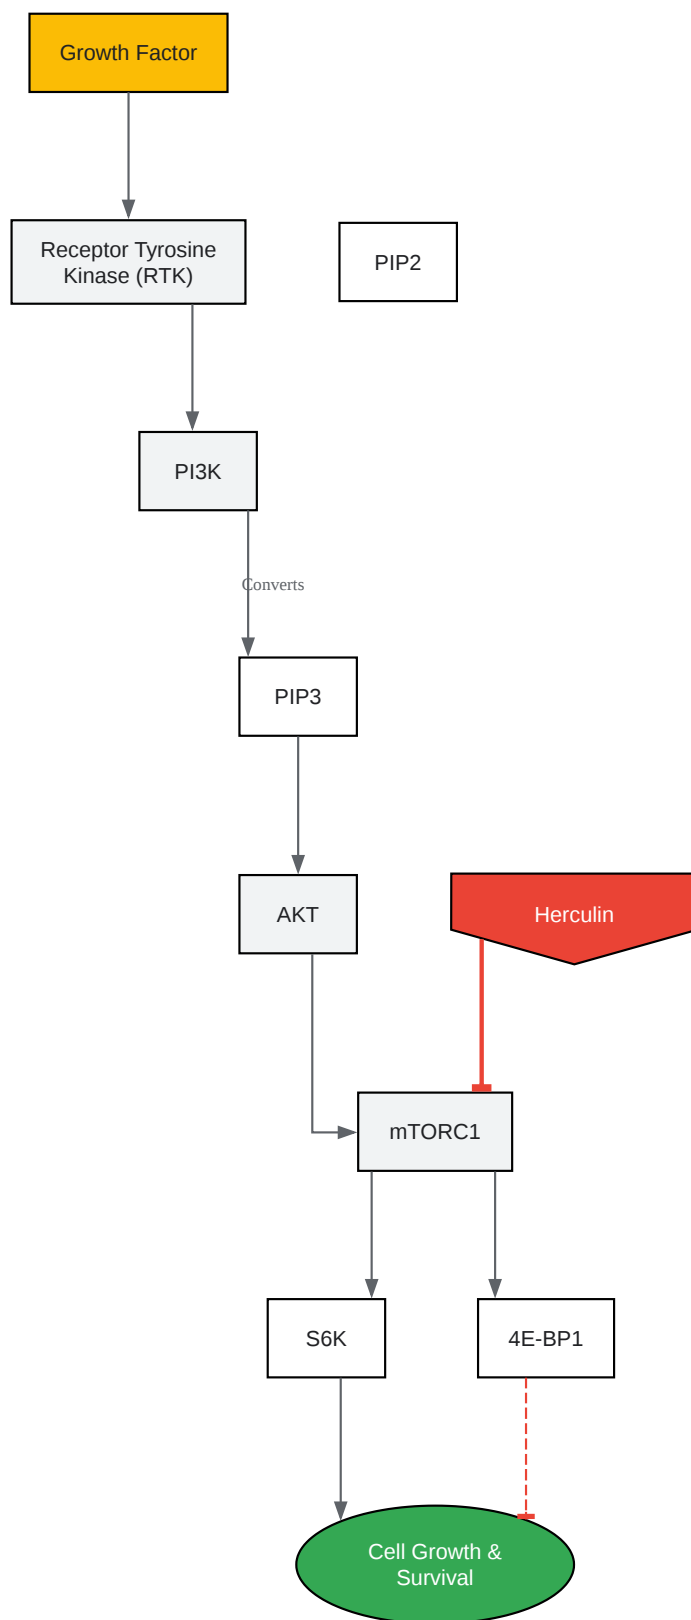 Growth Factor
Receptor Tyrosine
Kinase (RTK)
PIP2
PI3K
Converts
PIP3
AKT
Herculin
mTORC1
S6K
4E-BP1
Cell Growth &
Survival